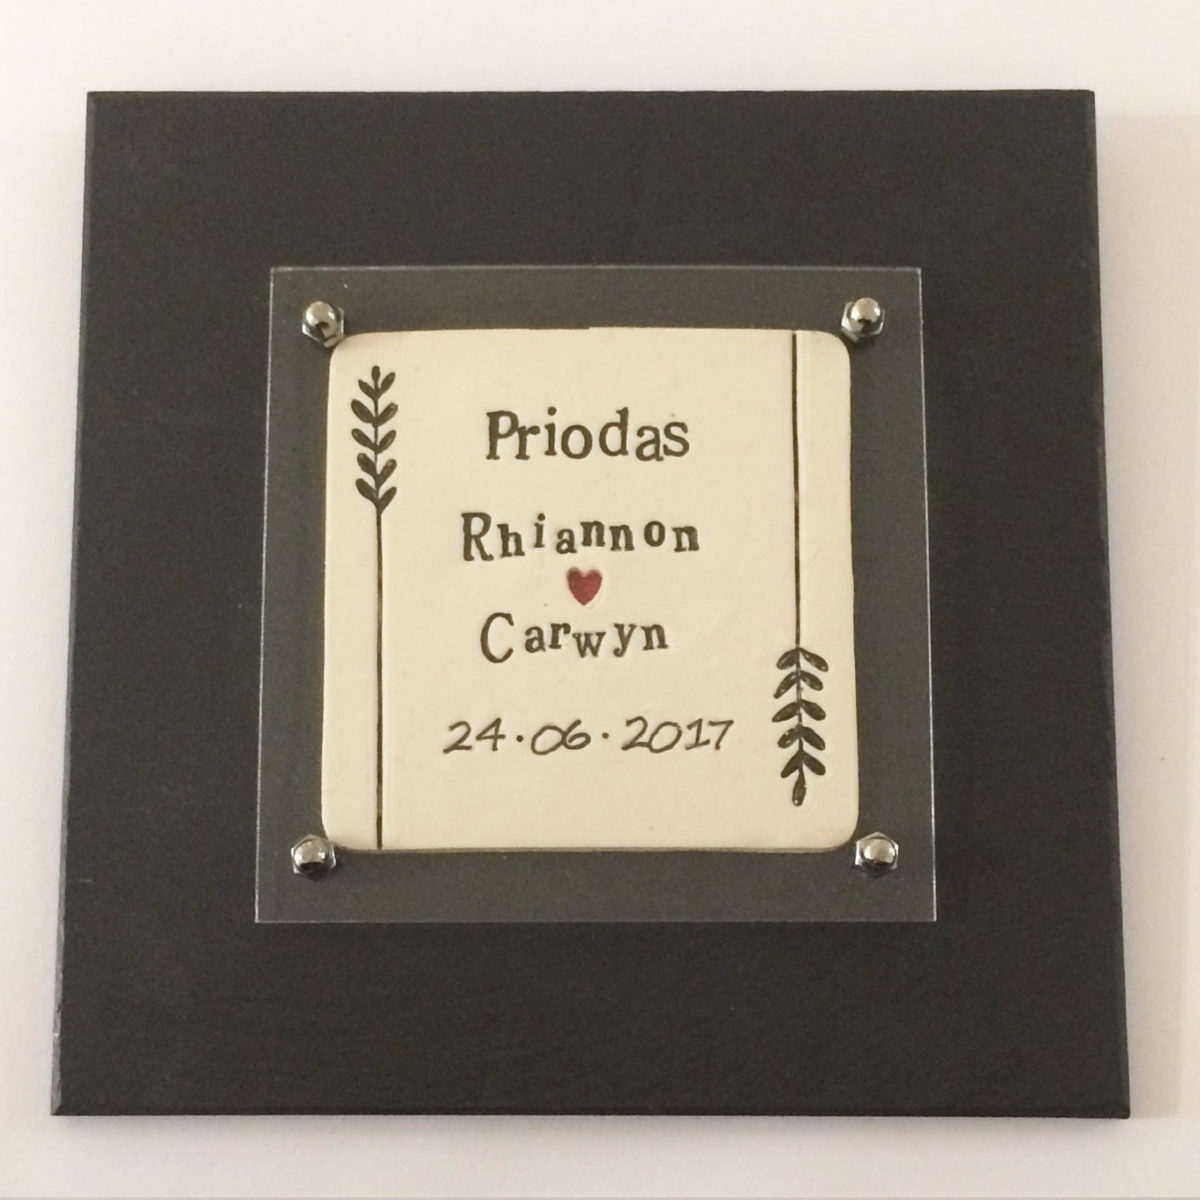 Priodas
Rhiannon
Carwyn
24·06·2017